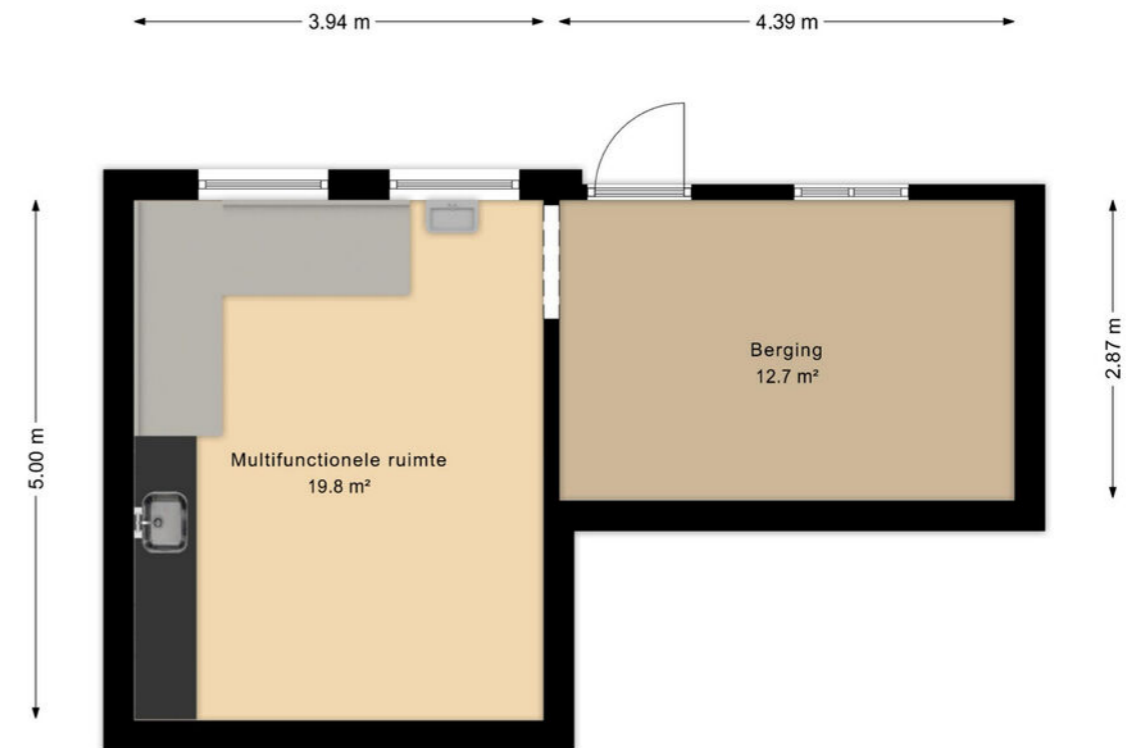 3.94 m
4.39 m
5.00 m
2.87 m
Berging
12.7 m²
Multifunctionele ruimte
19.8 m²